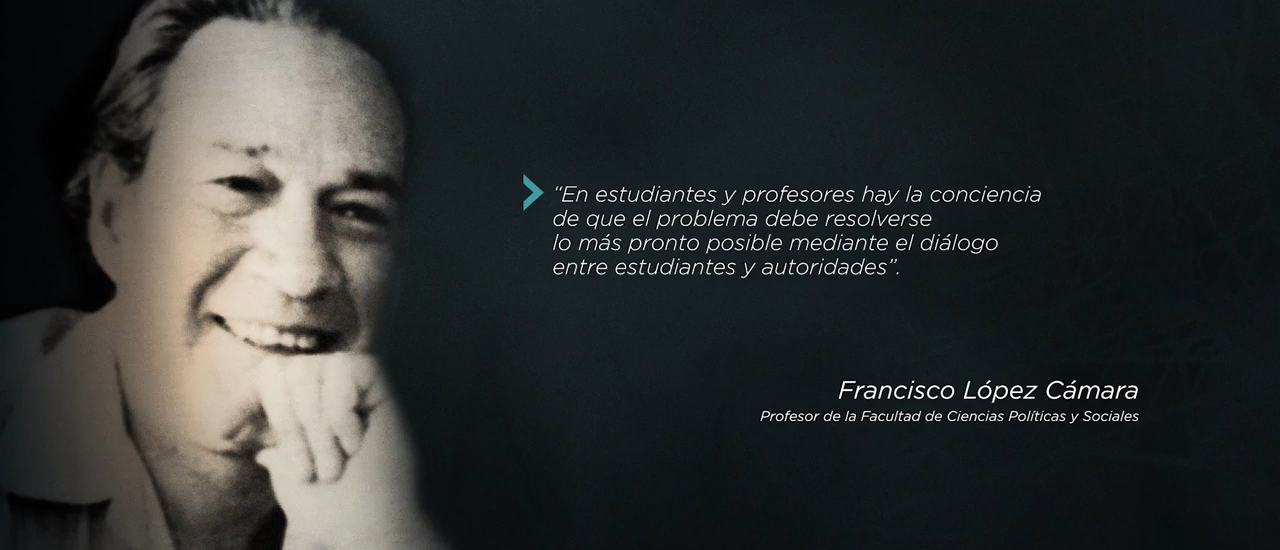 “En estudiantes y profesores hay la conciencia
de que el problema debe resolverse
lo más pronto posible mediante el diálogo
entre estudiantes y autoridades”.
Francisco López Cámara
Profesor de la Facultad de Ciencias Políticas y Sociales